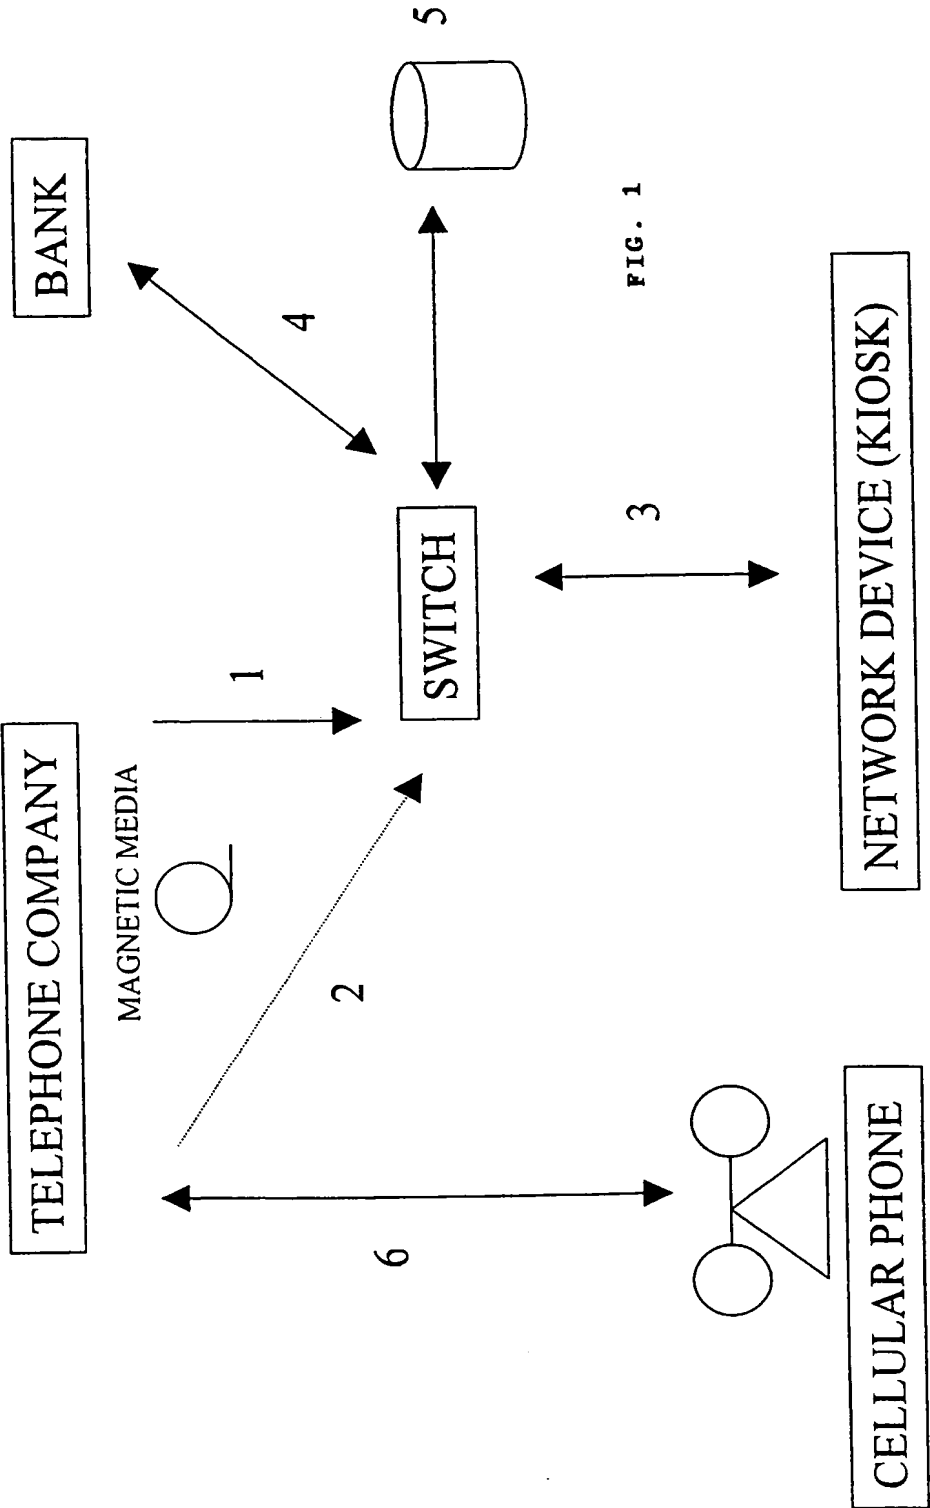 TELEPHONE COMPANY
BANK
MAGNETIC MEDIA
1
4
2
SWITCH
5
6
3
FIG. 1
CELLULAR PHONE
NETWORK DEVICE (KIOSK)